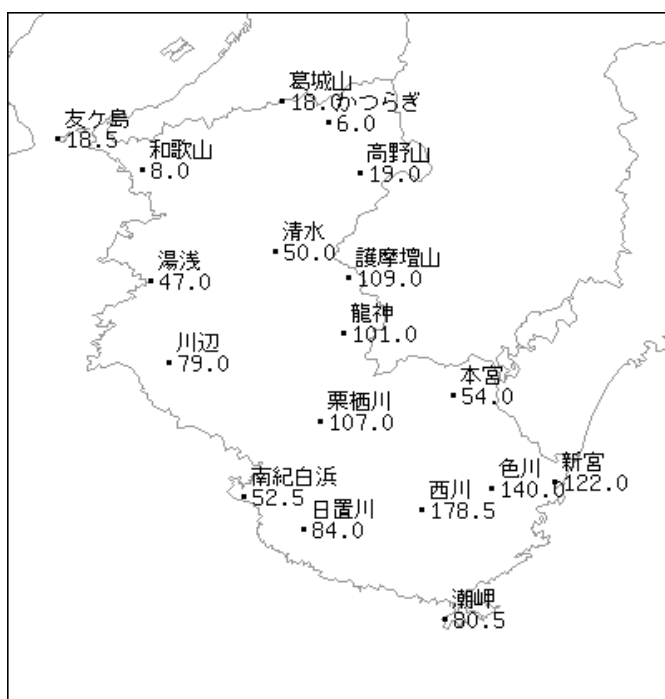 葛城山
18.0
かつらぎ
6.0
友ケ島
18.5
和歌山
8.0
高野山
19.0
清水
50.0
湯浅
47.0
護摩壇山
109.0
龍神
101.0
川辺
79.0
本宮
54.0
栗栖川
107.0
南紀白浜
52.5
日置川
84.0
西川
178.5
色川
140.0
新宮
122.0
潮岬
80.5